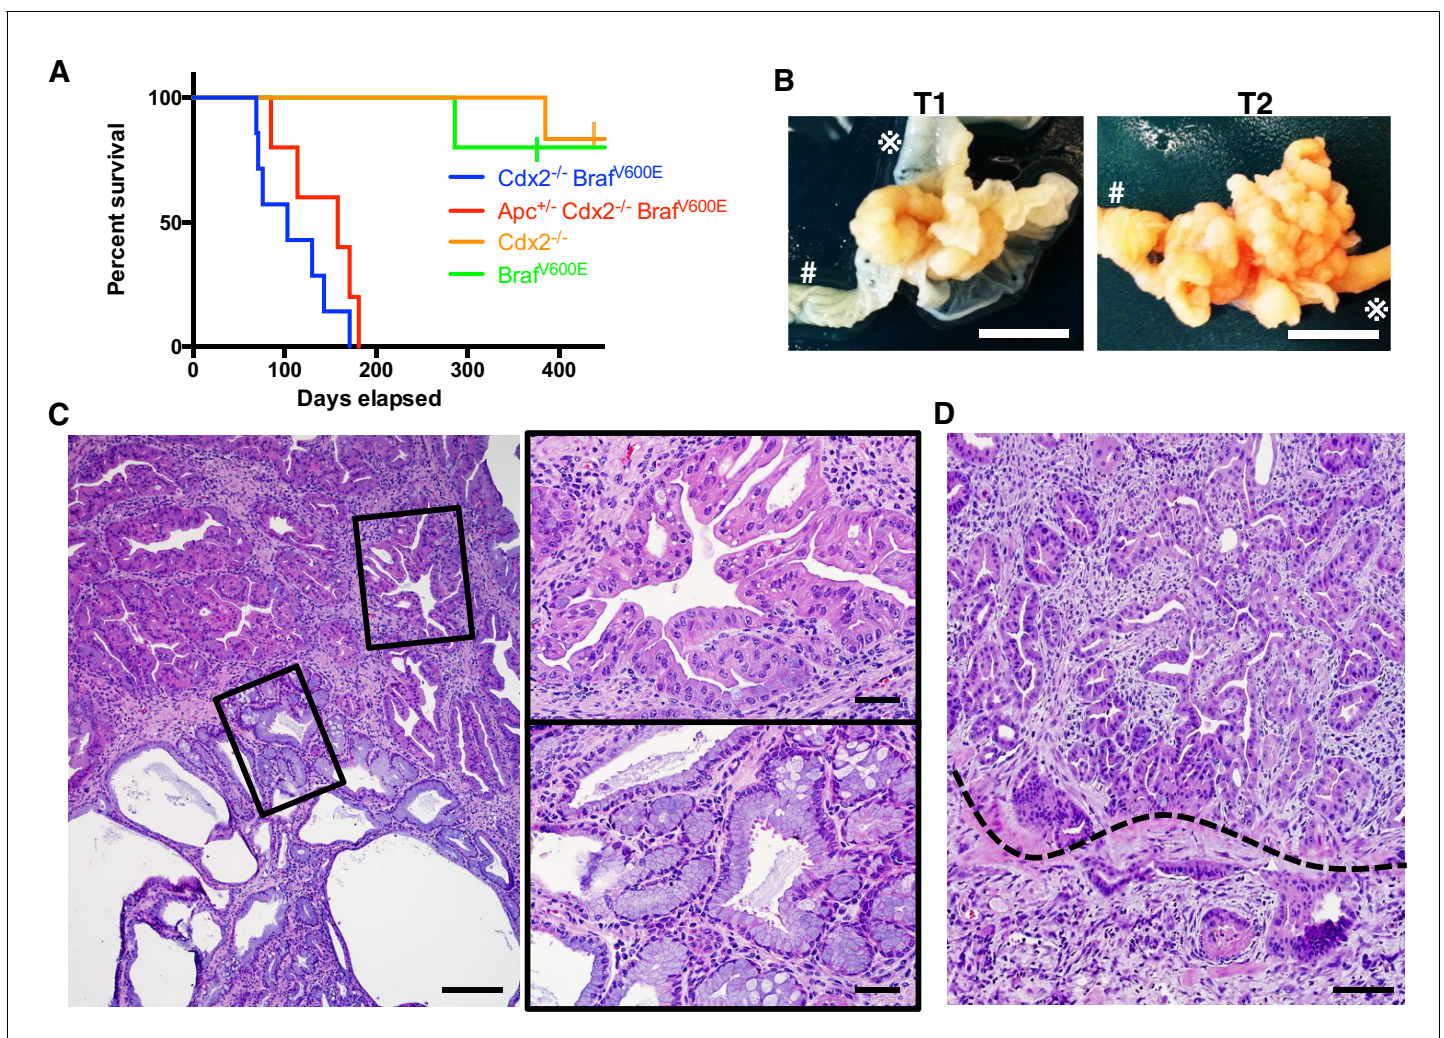 A
Percent survival
100
50
0
0 100 200 300 400
Days elapsed
Cdx2-/- BrafV600E
Apc+/- Cdx2-/- BrafV600E
Cdx2-/-
BrafV600E
B
T1
T2
※
#
#
※
C
D